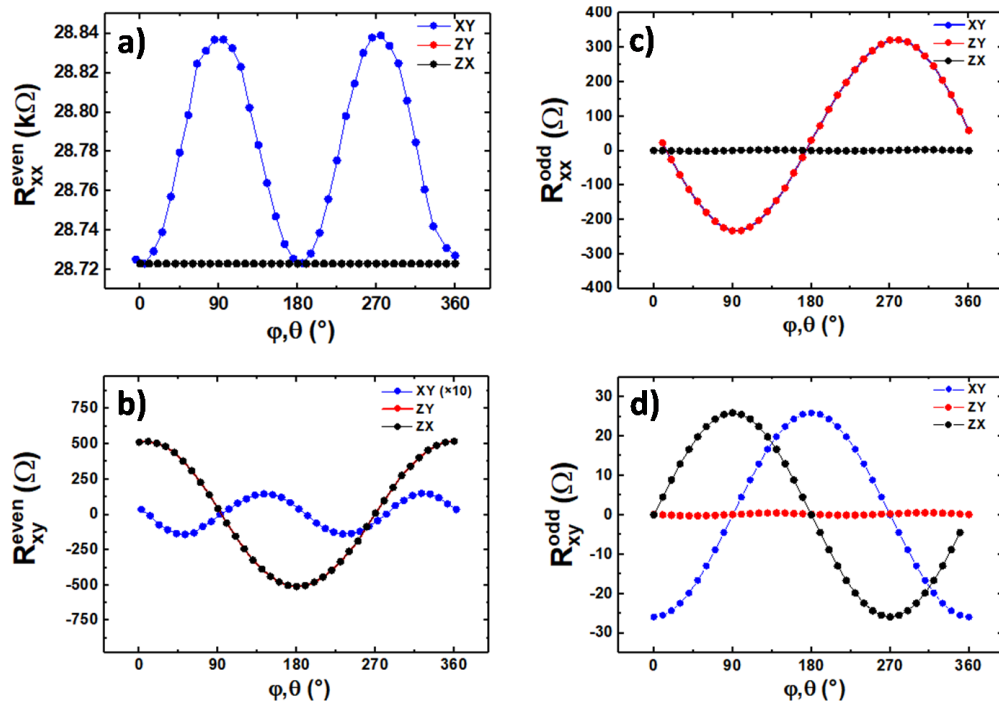 a)
XY
ZY
ZX
R_xx^even (kΩ)
28.84
28.82
28.80
28.78
28.76
28.74
28.72
0 90 180 270 360
φ,θ (°)
c)
XY
ZY
ZX
R_xx^odd (Ω)
400
300
200
100
0
-100
-200
-300
-400
0 90 180 270 360
φ,θ (°)
b)
XY (×10)
ZY
ZX
R_xy^even (Ω)
750
500
250
0
-250
-500
-750
0 90 180 270 360
φ,θ (°)
d)
XY
ZY
ZX
R_xy^odd (Ω)
30
20
10
0
-10
-20
-30
0 90 180 270 360
φ,θ (°)